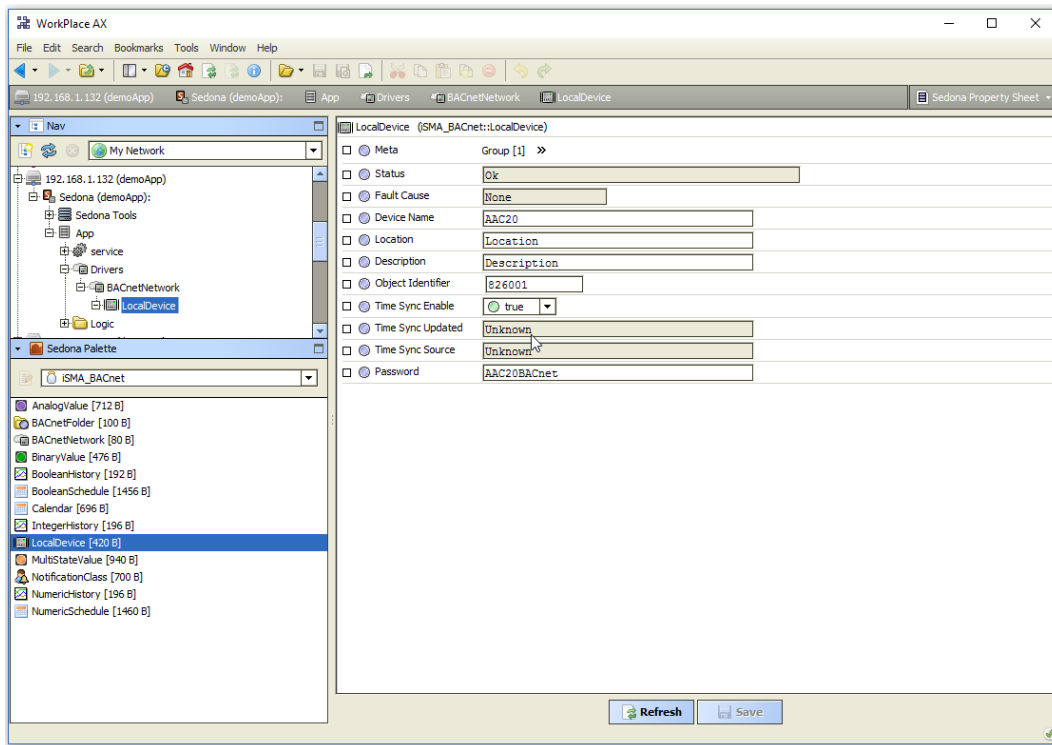 WorkPlace AX
File Edit Search Bookmarks Tools Window Help
192.168.1.132 (demoApp) Sedona (demoApp): App Drivers BACnetNetwork LocalDevice Sedona Property Sheet
Nav
My Network
192.168.1.132 (demoApp)
Sedona (demoApp):
Sedona Tools
App
service
Drivers
BACnetNetwork
LocalDevice
Logic
Sedona Palette
iSMA_BACnet
AnalogValue [712 B]
BACnetFolder [100 B]
BACnetNetwork [80 B]
BinaryValue [476 B]
BooleanHistory [192 B]
BooleanSchedule [1456 B]
Calendar [696 B]
IntegerHistory [196 B]
LocalDevice [420 B]
MultiStateValue [940 B]
NotificationClass [700 B]
NumericHistory [196 B]
NumericSchedule [1460 B]
LocalDevice (iSMA_BACnet::LocalDevice)
Meta Group [1] »
Status Ok
Fault Cause None
Device Name AAC20
Location Location
Description Description
Object Identifier 826001
Time Sync Enable true
Time Sync Updated Unknown
Time Sync Source Unknown
Password AAC20BACnet
Refresh Save